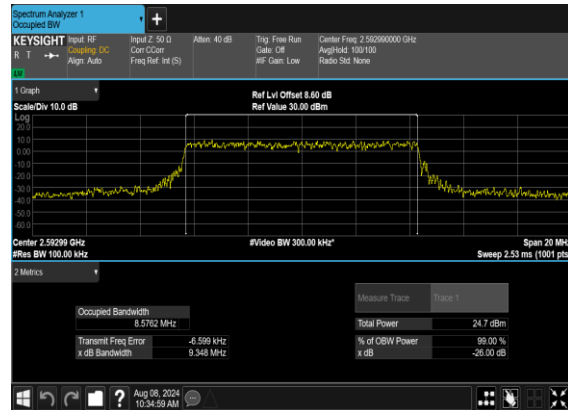 Spectrum Analyzer 1
Occupied BW
+
KEYSIGHT Input: RF Input Z: 50 Ω Atten: 40 dB Trig: Free Run Center Freq: 2.592990000 GHz
R T Coupling: DC Corr CCorr Gate: Off Avg|Hold: 100/100
Align: Auto Freq Ref: Int (S) #IF Gain: Low Radio Std: None
LU
1 Graph Ref Lvl Offset 8.60 dB
Scale/Div 10.0 dB Ref Value 30.00 dBm
Log
20.0
10.0
0.00
-10.0
-20.0
-30.0
-40.0
-50.0
-60.0
Center 2.59299 GHz #Video BW 300.00 kHz* Span 20 MHz
#Res BW 100.00 kHz Sweep 2.53 ms (1001 pts)
2 Metrics
Measure Trace Trace 1
Occupied Bandwidth
8.5762 MHz Total Power 24.7 dBm
Transmit Freq Error -6.599 kHz % of OBW Power 99.00 %
x dB Bandwidth 9.348 MHz x dB -26.00 dB
? Aug 08, 2024
10:34:59 AM